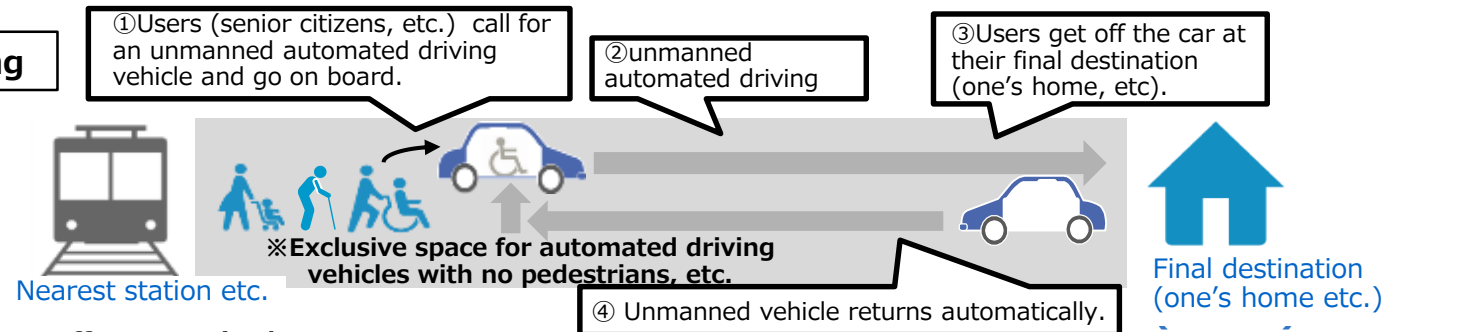 ①Users (senior citizens, etc.) call for
an unmanned automated driving
vehicle and go on board.
②unmanned
automated driving
③Users get off the car at
their final destination
(one's home, etc).
※Exclusive space for automated driving
vehicles with no pedestrians, etc.
Nearest station etc.
Final destination
(one's home etc.)
④ Unmanned vehicle returns automatically.